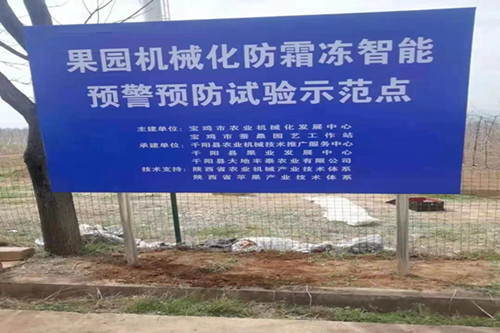 果园机械化防霜冻智能
预警预防试验示范点
主建单位：宝鸡市农业机械化发展中心
宝鸡市蚕桑园艺工作站
承建单位：千阳县农业机械技术推广服务中心
千阳县果业发展中心
千阳县大地丰泰农业有限公司
技术支持：陕西省农业机械产业技术体系
陕西省苹果产业技术体系